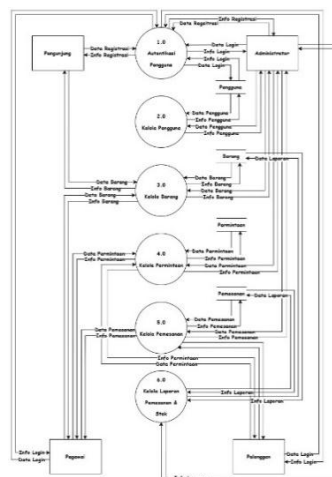 Info Registrasi
Data Registrasi
Pengunjung
Data Registrasi
Info Registrasi
1.0
Autentikasi
Pengguna
Data Login
Info Login
Data Login
Administrator
Pengguna
2.0
Kelola Pengguna
Data Pengguna
Info Pengguna
Data Pengguna
Info Pengguna
Barang
Data Laporan
Data Barang
Info Barang
Data Barang
Info Barang
3.0
Kelola Barang
Data Barang
Info Barang
Data Barang
Info Barang
Permintaan
4.0
Kelola Permintaan
Data Permintaan
Info Permintaan
Data Permintaan
Info Permintaan
Data Permintaan
Info Permintaan
Pemesanan
Data Laporan
5.0
Kelola Pemesanan
Data Pemesanan
Info Pemesanan
Data Pemesanan
Info Pemesanan
Data Pemesanan
Info Pemesanan
Info Permintaan
Data Permintaan
6.0
Kelola Laporan
Pemesanan &
Stok
Info Laporan
Info Laporan
Pegawai
Pelanggan
Info Login
Data Login
Data Login
Info Login